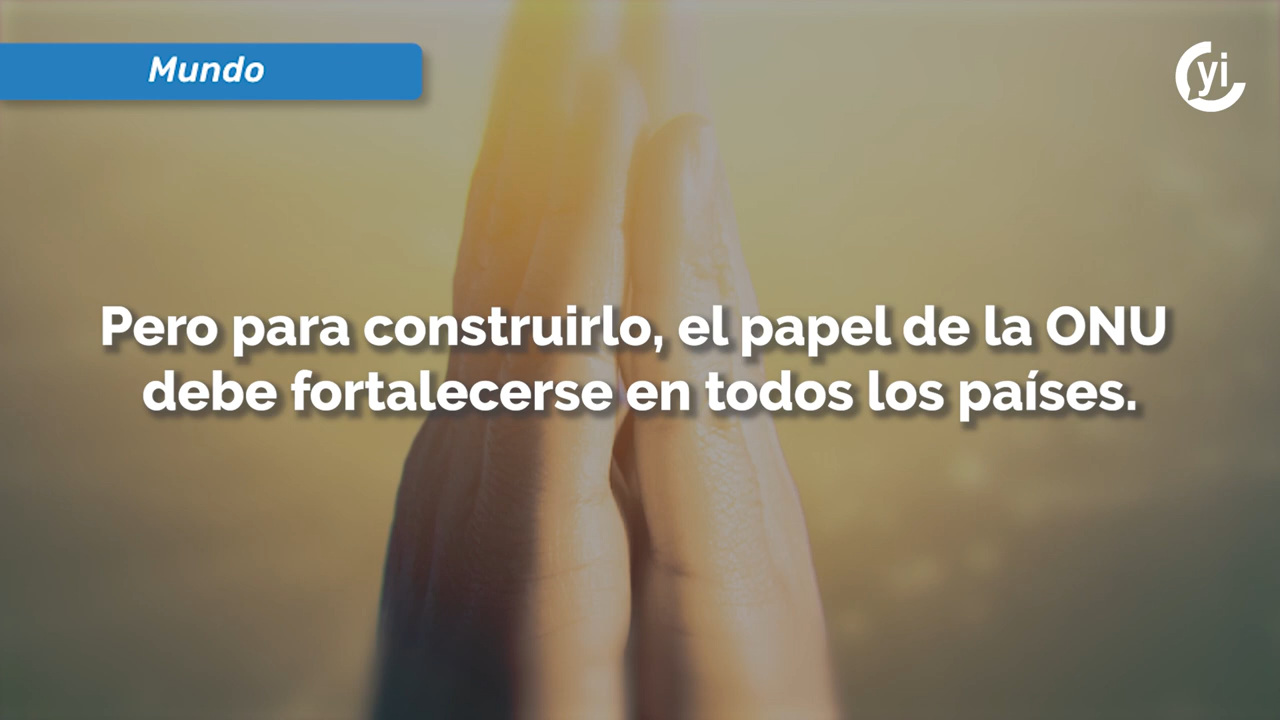 Mundo
yi
Pero para construirlo, el papel de la ONU
debe fortalecerse en todos los países.